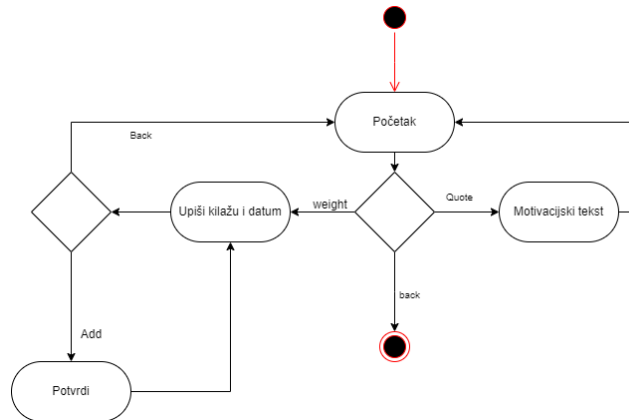 Početak
Back
Upiši kilažu i datum
weight
Quote
Motivacijski tekst
back
Add
Potvrdi